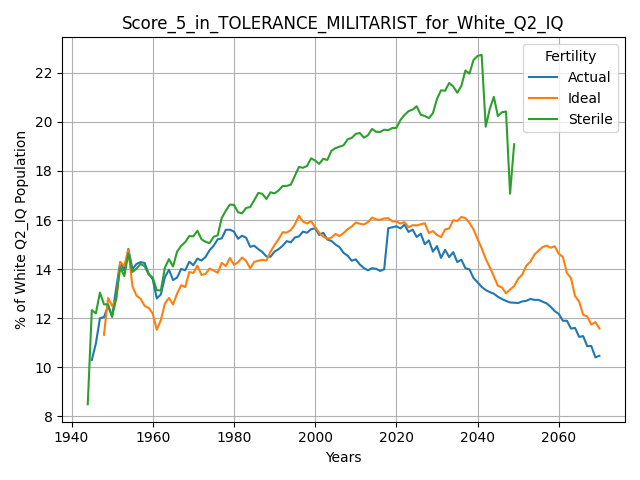 Score_5_in_TOLERANCE_MILITARIST_for_White_Q2_IQ
% of White Q2_IQ Population
22
20
18
16
14
12
10
8
Fertility
Actual
Ideal
Sterile
1940
1960
1980
2000
2020
2040
2060
Years